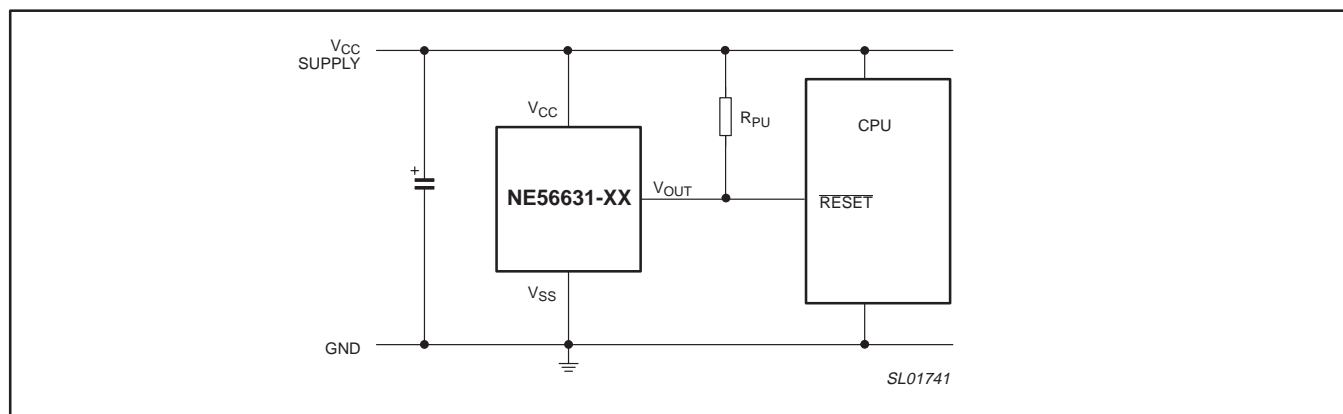 VCC
SUPPLY
VCC
RPU
CPU
+
NE56631-XX
VOUT
RESET
VSS
GND
SL01741